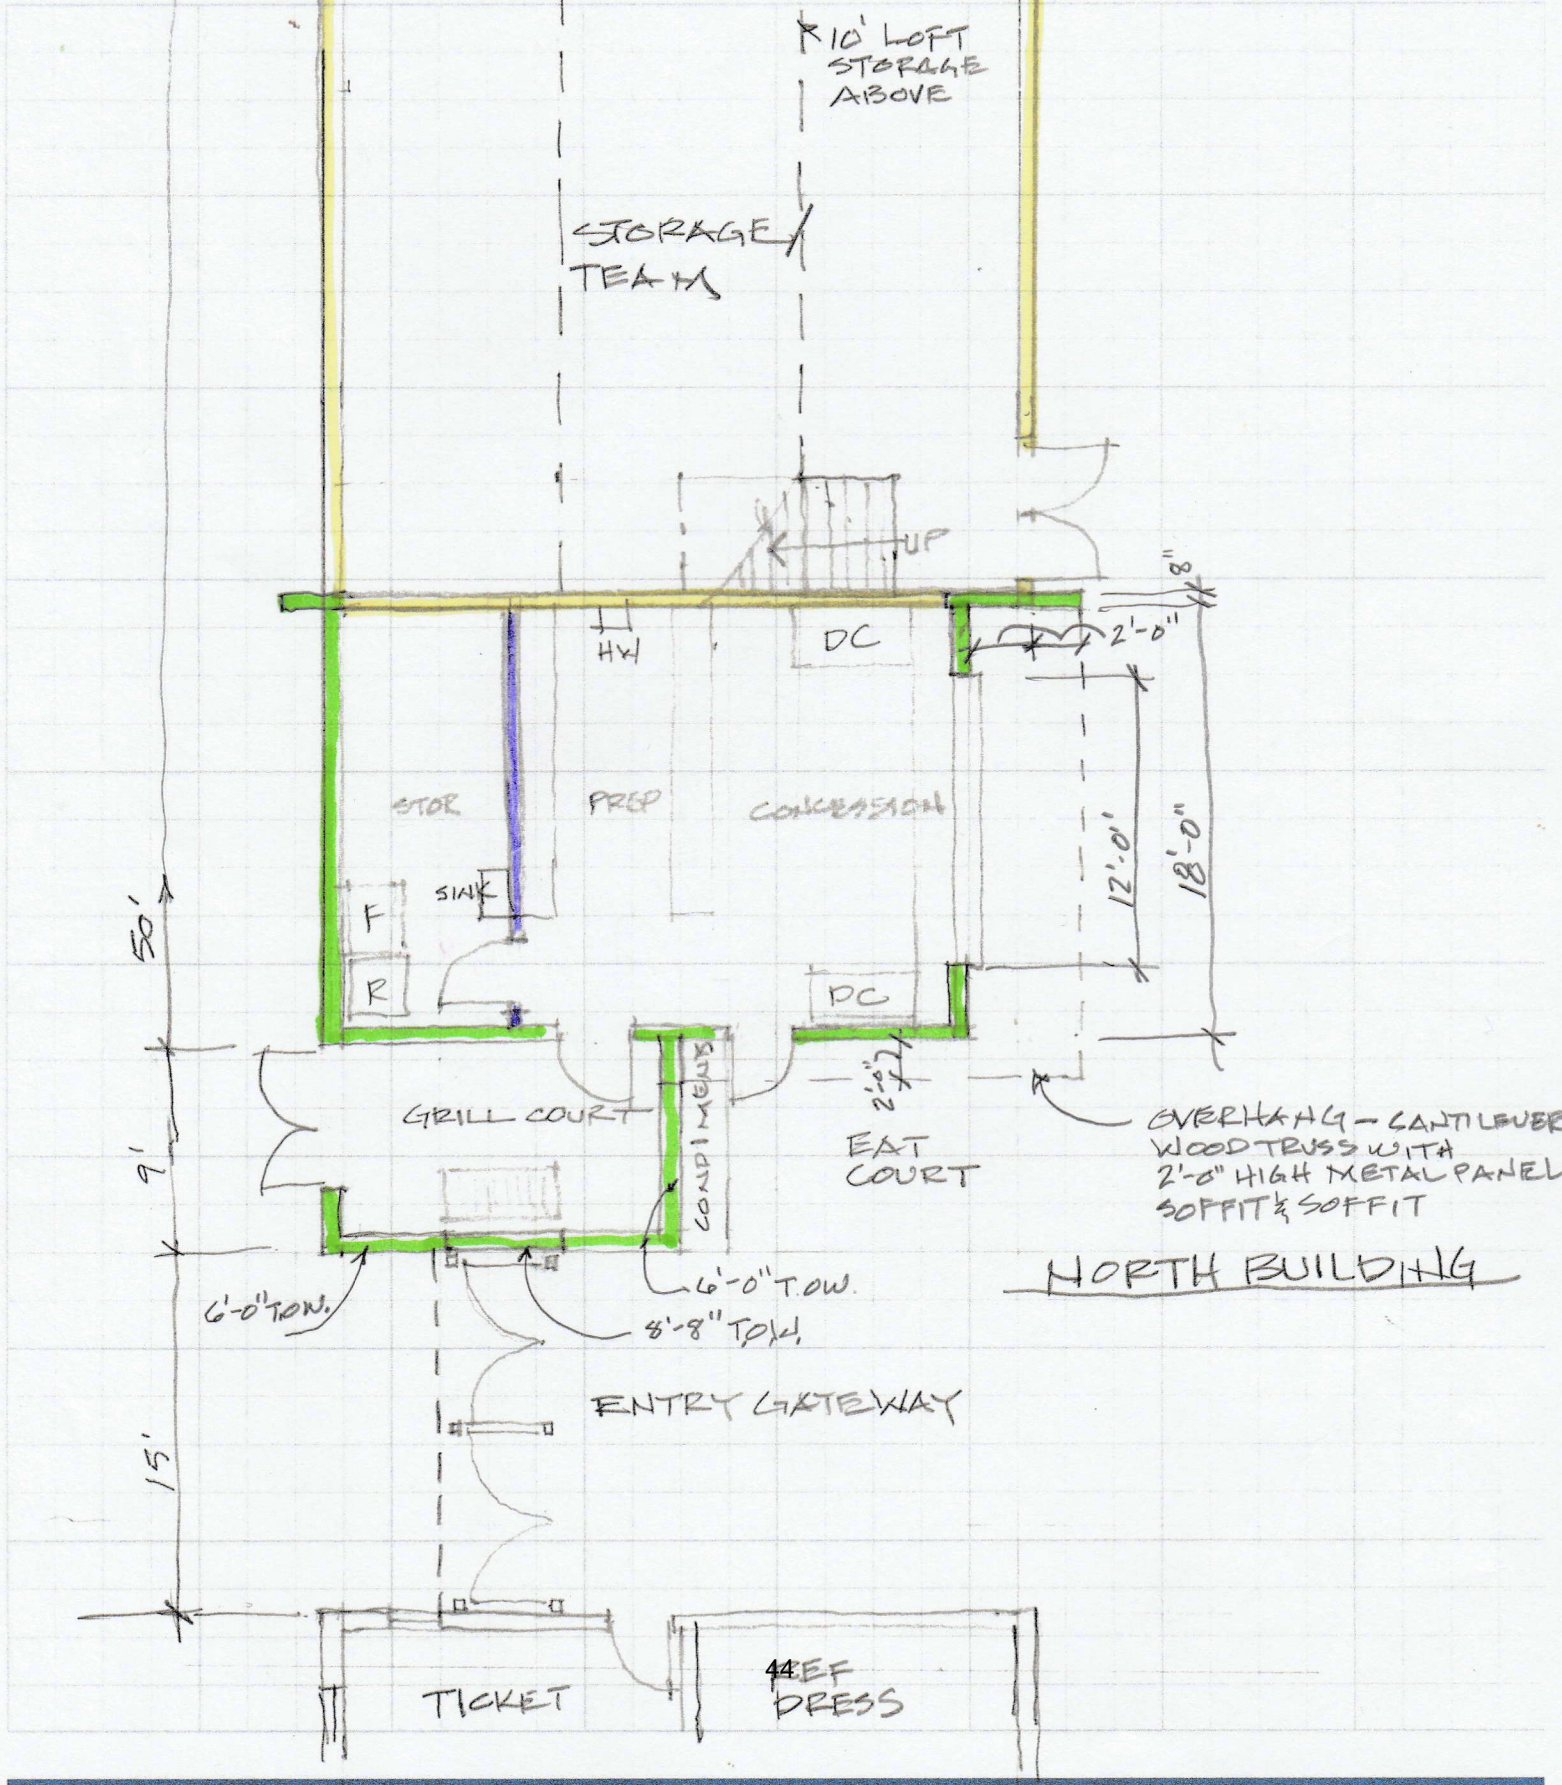 10' LOFT
STORAGE
ABOVE
STORAGE/
TEAM
UP
8"
HW
DC
2'-0"
STOR
PREP
CONCESSION
12'-0"
18'-0"
SINK
F
R
DC
50'
2'-0"
CONDIMENS
GRILL COURT
EAT
COURT
OVERHANG - CANTILEVER
WOOD TRUSS WITH
2'-0" HIGH METAL PANEL
SOFFIT & SOFFIT
9'
NORTH BUILDING
6'-0" T.O.W.
6'-0" T.O.W.
8'-8" T.O.W.
ENTRY GATEWAY
15'
TICKET
44
REF
DRESS